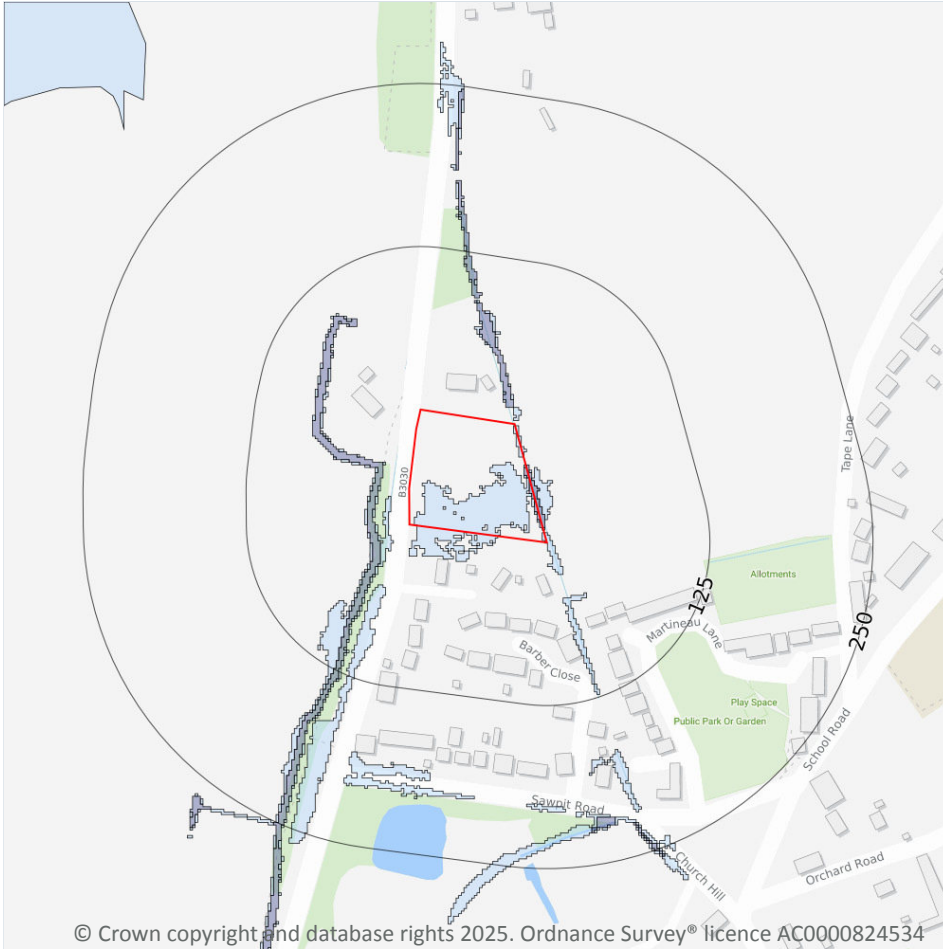 B3030
Tape Lane
Allotments
125
Martineau
Lane
250
Barber
Close
Play Space
Public Park Or Garden
School Road
Sawpit Road
Church Hill
Orchard Road
© Crown copyright and database rights 2025. Ordnance Survey® licence AC0000824534